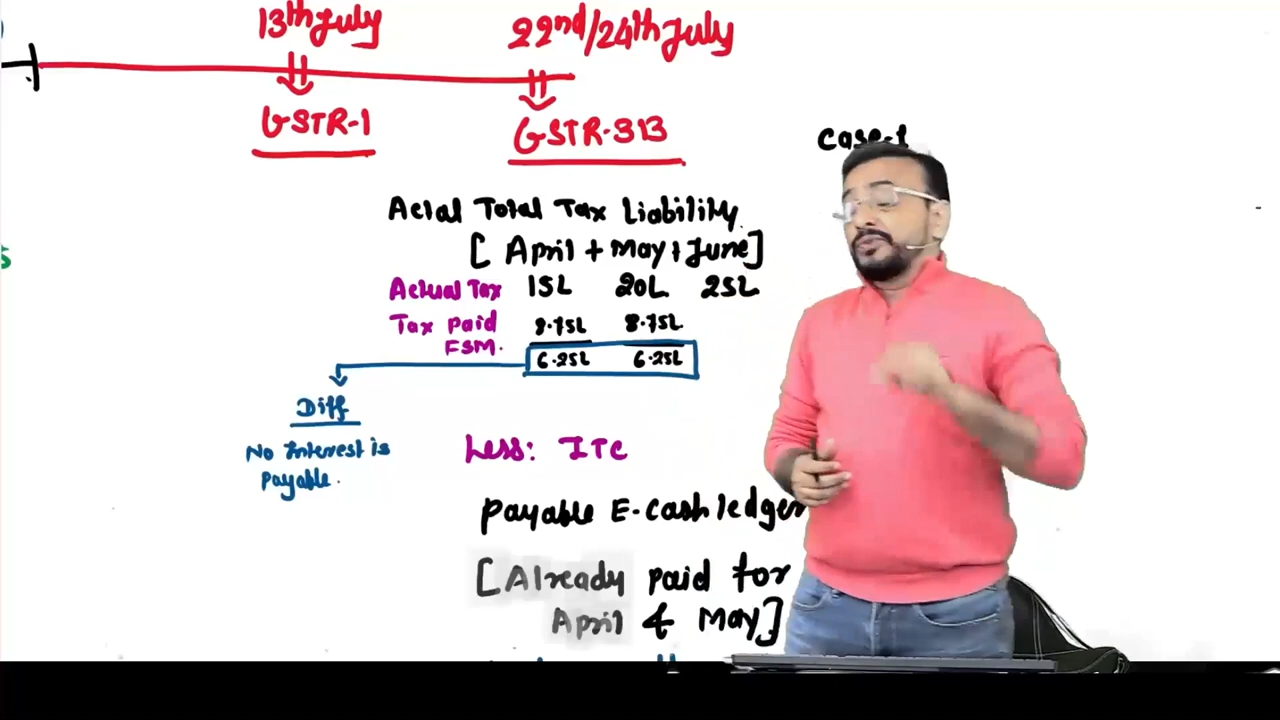 13th July
22nd/24th July
GSTR-1
GSTR-313
Case-1
Actal Total Tax Liability
[April + May + June]
Actual Tax 15L 20L 25L
Tax Paid 8.75L 8.75L
FSM.
6.25L 6.25L
Diff
No Interest is
Payable.
Less: ITC
Payable E-cash ledger
[Already paid for
April & May]